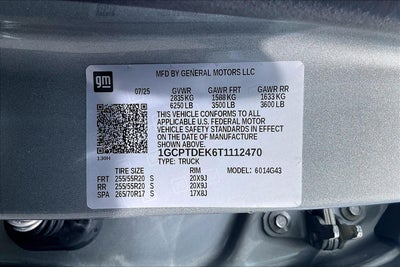 gm
MFD BY GENERAL MOTORS LLC
07/25 GVWR GAWR FRT GAWR RR
2835 KG 1588 KG 1633 KG
6250 LB 3500 LB 3600 LB
THIS VEHICLE CONFORMS TO ALL
APPLICABLE U.S. FEDERAL MOTOR
VEHICLE SAFETY STANDARDS IN EFFECT
ON THE DATE OF MANUFACTURE
SHOWN ABOVE.
1GCPTDEK6T1112470
TYPE: TRUCK
TIRE SIZE RIM MODEL: 6014G43
FRT 255/55R20 S 20X9J
RR 255/55R20 S 20X9J
SPA 265/70R17 S 17X8J